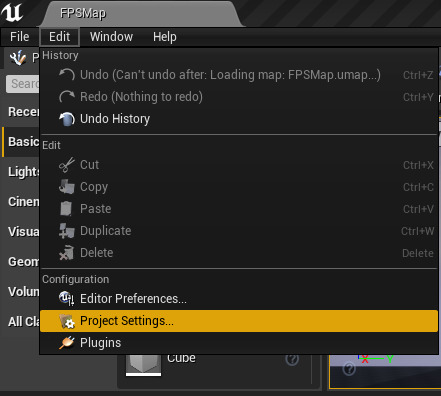 FPSMap
File Edit Window Help
History
Undo (Can't undo after: Loading map: FPSMap.umap...) Ctrl+Z
Redo (Nothing to redo) Ctrl+Y
Undo History
Sear
Recen
Edit
Basic
Cut Ctrl+X
Lights
Copy Ctrl+C
Cinem
Paste Ctrl+V
Visua
Duplicate Ctrl+W
Geom
Delete Delete
Configuration
Volum
Editor Preferences...
All Cla
Project Settings...
Plugins
Cube